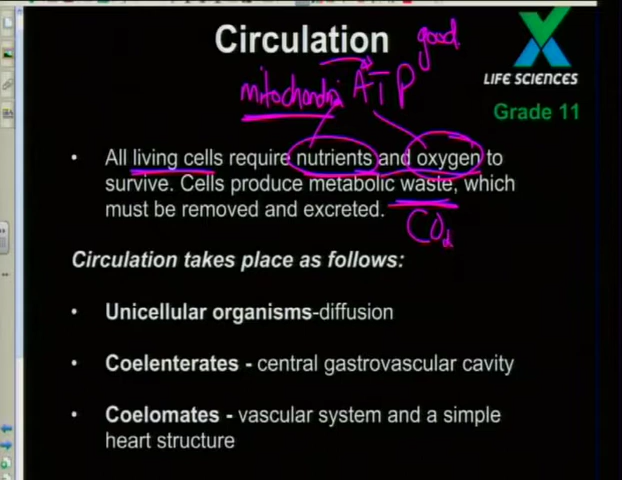 Circulation
good
mitochondria ATP
LIFE SCIENCES
Grade 11
• All living cells require nutrients and oxygen to
survive. Cells produce metabolic waste, which
must be removed and excreted.
CO₂
Circulation takes place as follows:
• Unicellular organisms-diffusion
• Coelenterates - central gastrovascular cavity
• Coelomates - vascular system and a simple
heart structure